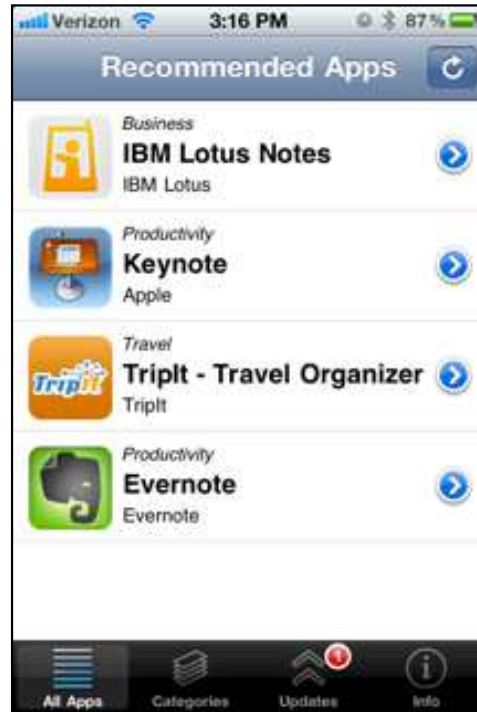 Verizon 3:16 PM 87%
Recommended Apps
Business
IBM Lotus Notes
IBM Lotus
Productivity
Keynote
Apple
Travel
TripIt
TripIt - Travel Organizer
TripIt
Productivity
Evernote
Evernote
1
All Apps Categories Updates Info